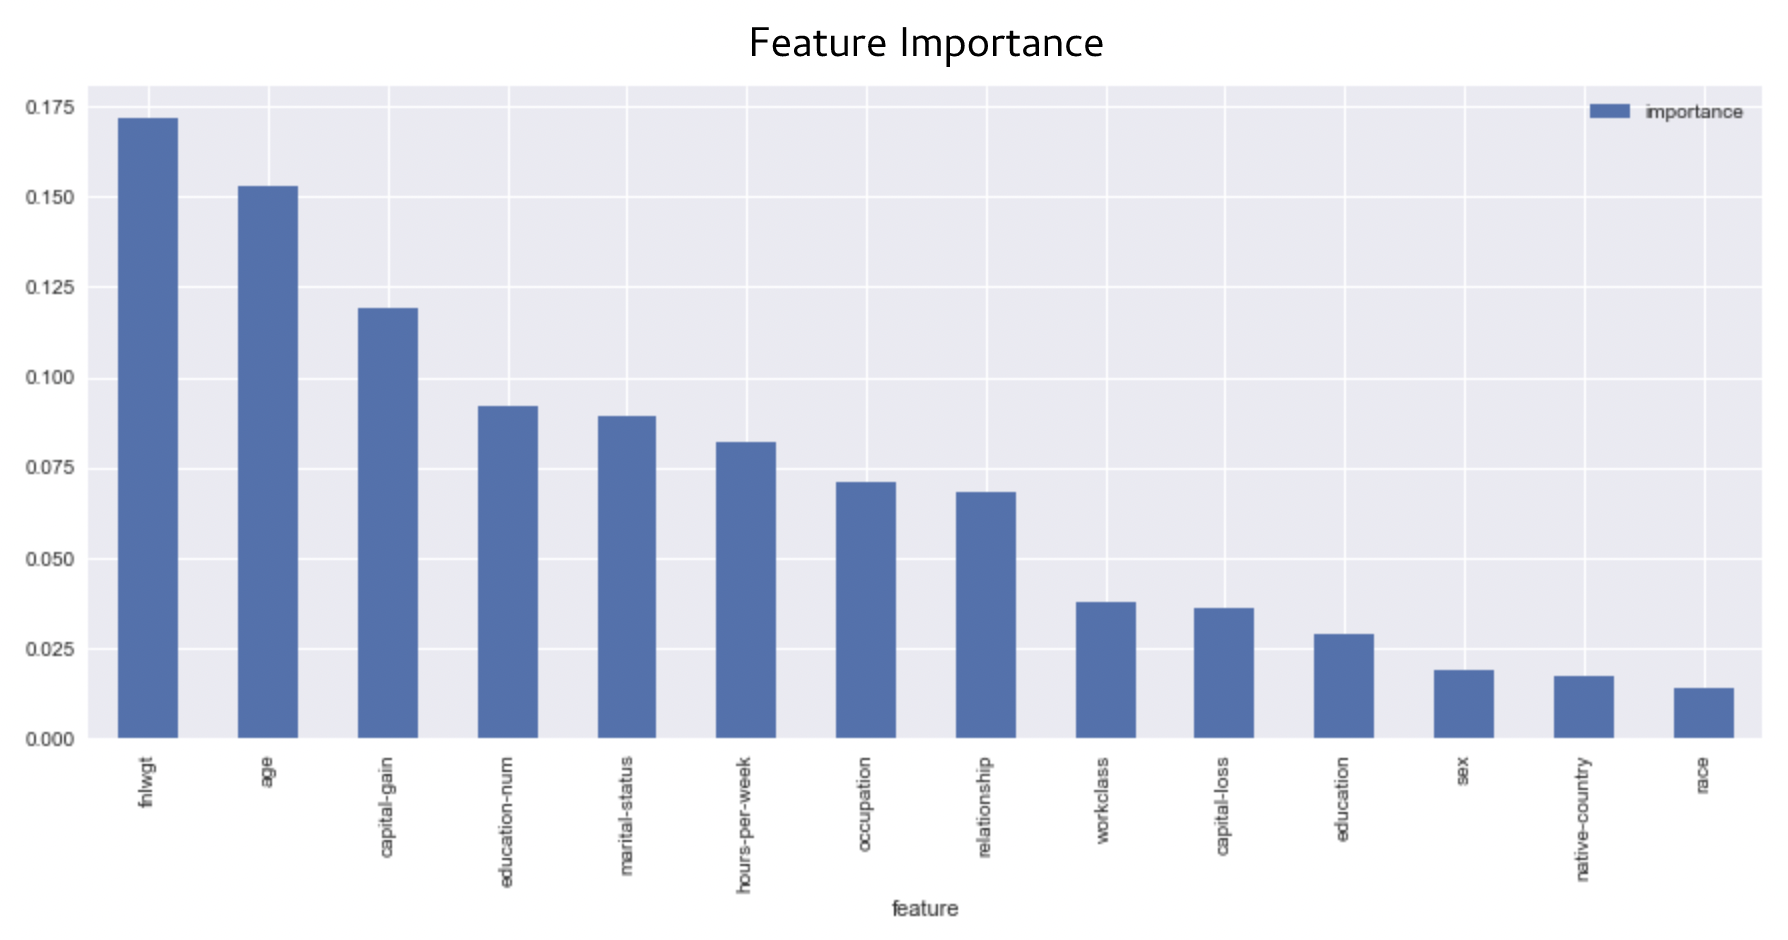 Feature Importance
importance
0.175
0.150
0.125
0.100
0.075
0.050
0.025
0.000
fnlwgt
age
capital-gain
education-num
marital-status
hours-per-week
occupation
relationship
workclass
capital-loss
education
sex
native-country
race
feature